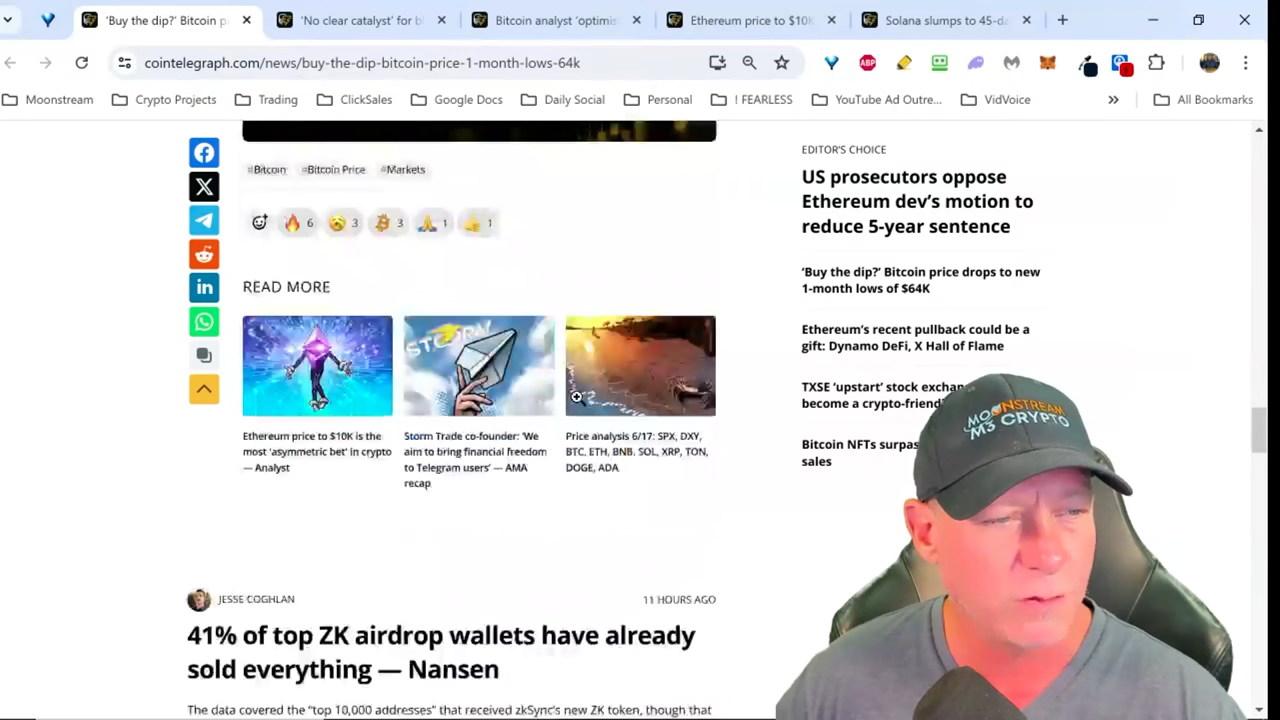 'Buy the dip?' Bitcoin p
'No clear catalyst' for b
Bitcoin analyst 'optimis
Ethereum price to $10K
Solana slumps to 45-da
cointelegraph.com/news/buy-the-dip-bitcoin-price-1-month-lows-64k
ABP
Moonstream
Crypto Projects
Trading
ClickSales
Google Docs
Daily Social
Personal
! FEARLESS
YouTube Ad Outre...
VidVoice
All Bookmarks
#Bitcoin #Bitcoin Price #Markets
6 3 3 1 1
READ MORE
STORM
Ethereum price to $10K is the
most 'asymmetric bet' in crypto
— Analyst
Storm Trade co-founder: 'We
aim to bring financial freedom
to Telegram users' — AMA
recap
Price analysis 6/17: SPX, DXY,
BTC, ETH, BNB, SOL, XRP, TON,
DOGE, ADA
JESSE COGHLAN
11 HOURS AGO
41% of top ZK airdrop wallets have already
sold everything — Nansen
The data covered the "top 10,000 addresses" that received zkSync's new ZK token, though that
EDITOR'S CHOICE
US prosecutors oppose
Ethereum dev's motion to
reduce 5-year sentence
'Buy the dip?' Bitcoin price drops to new
1-month lows of $64K
Ethereum's recent pullback could be a
gift: Dynamo DeFi, X Hall of Fame
TXSE 'upstart' stock exchan
become a crypto-friend
Bitcoin NFTs surpas
sales
MOONSTREAM
M3 CRYPTO